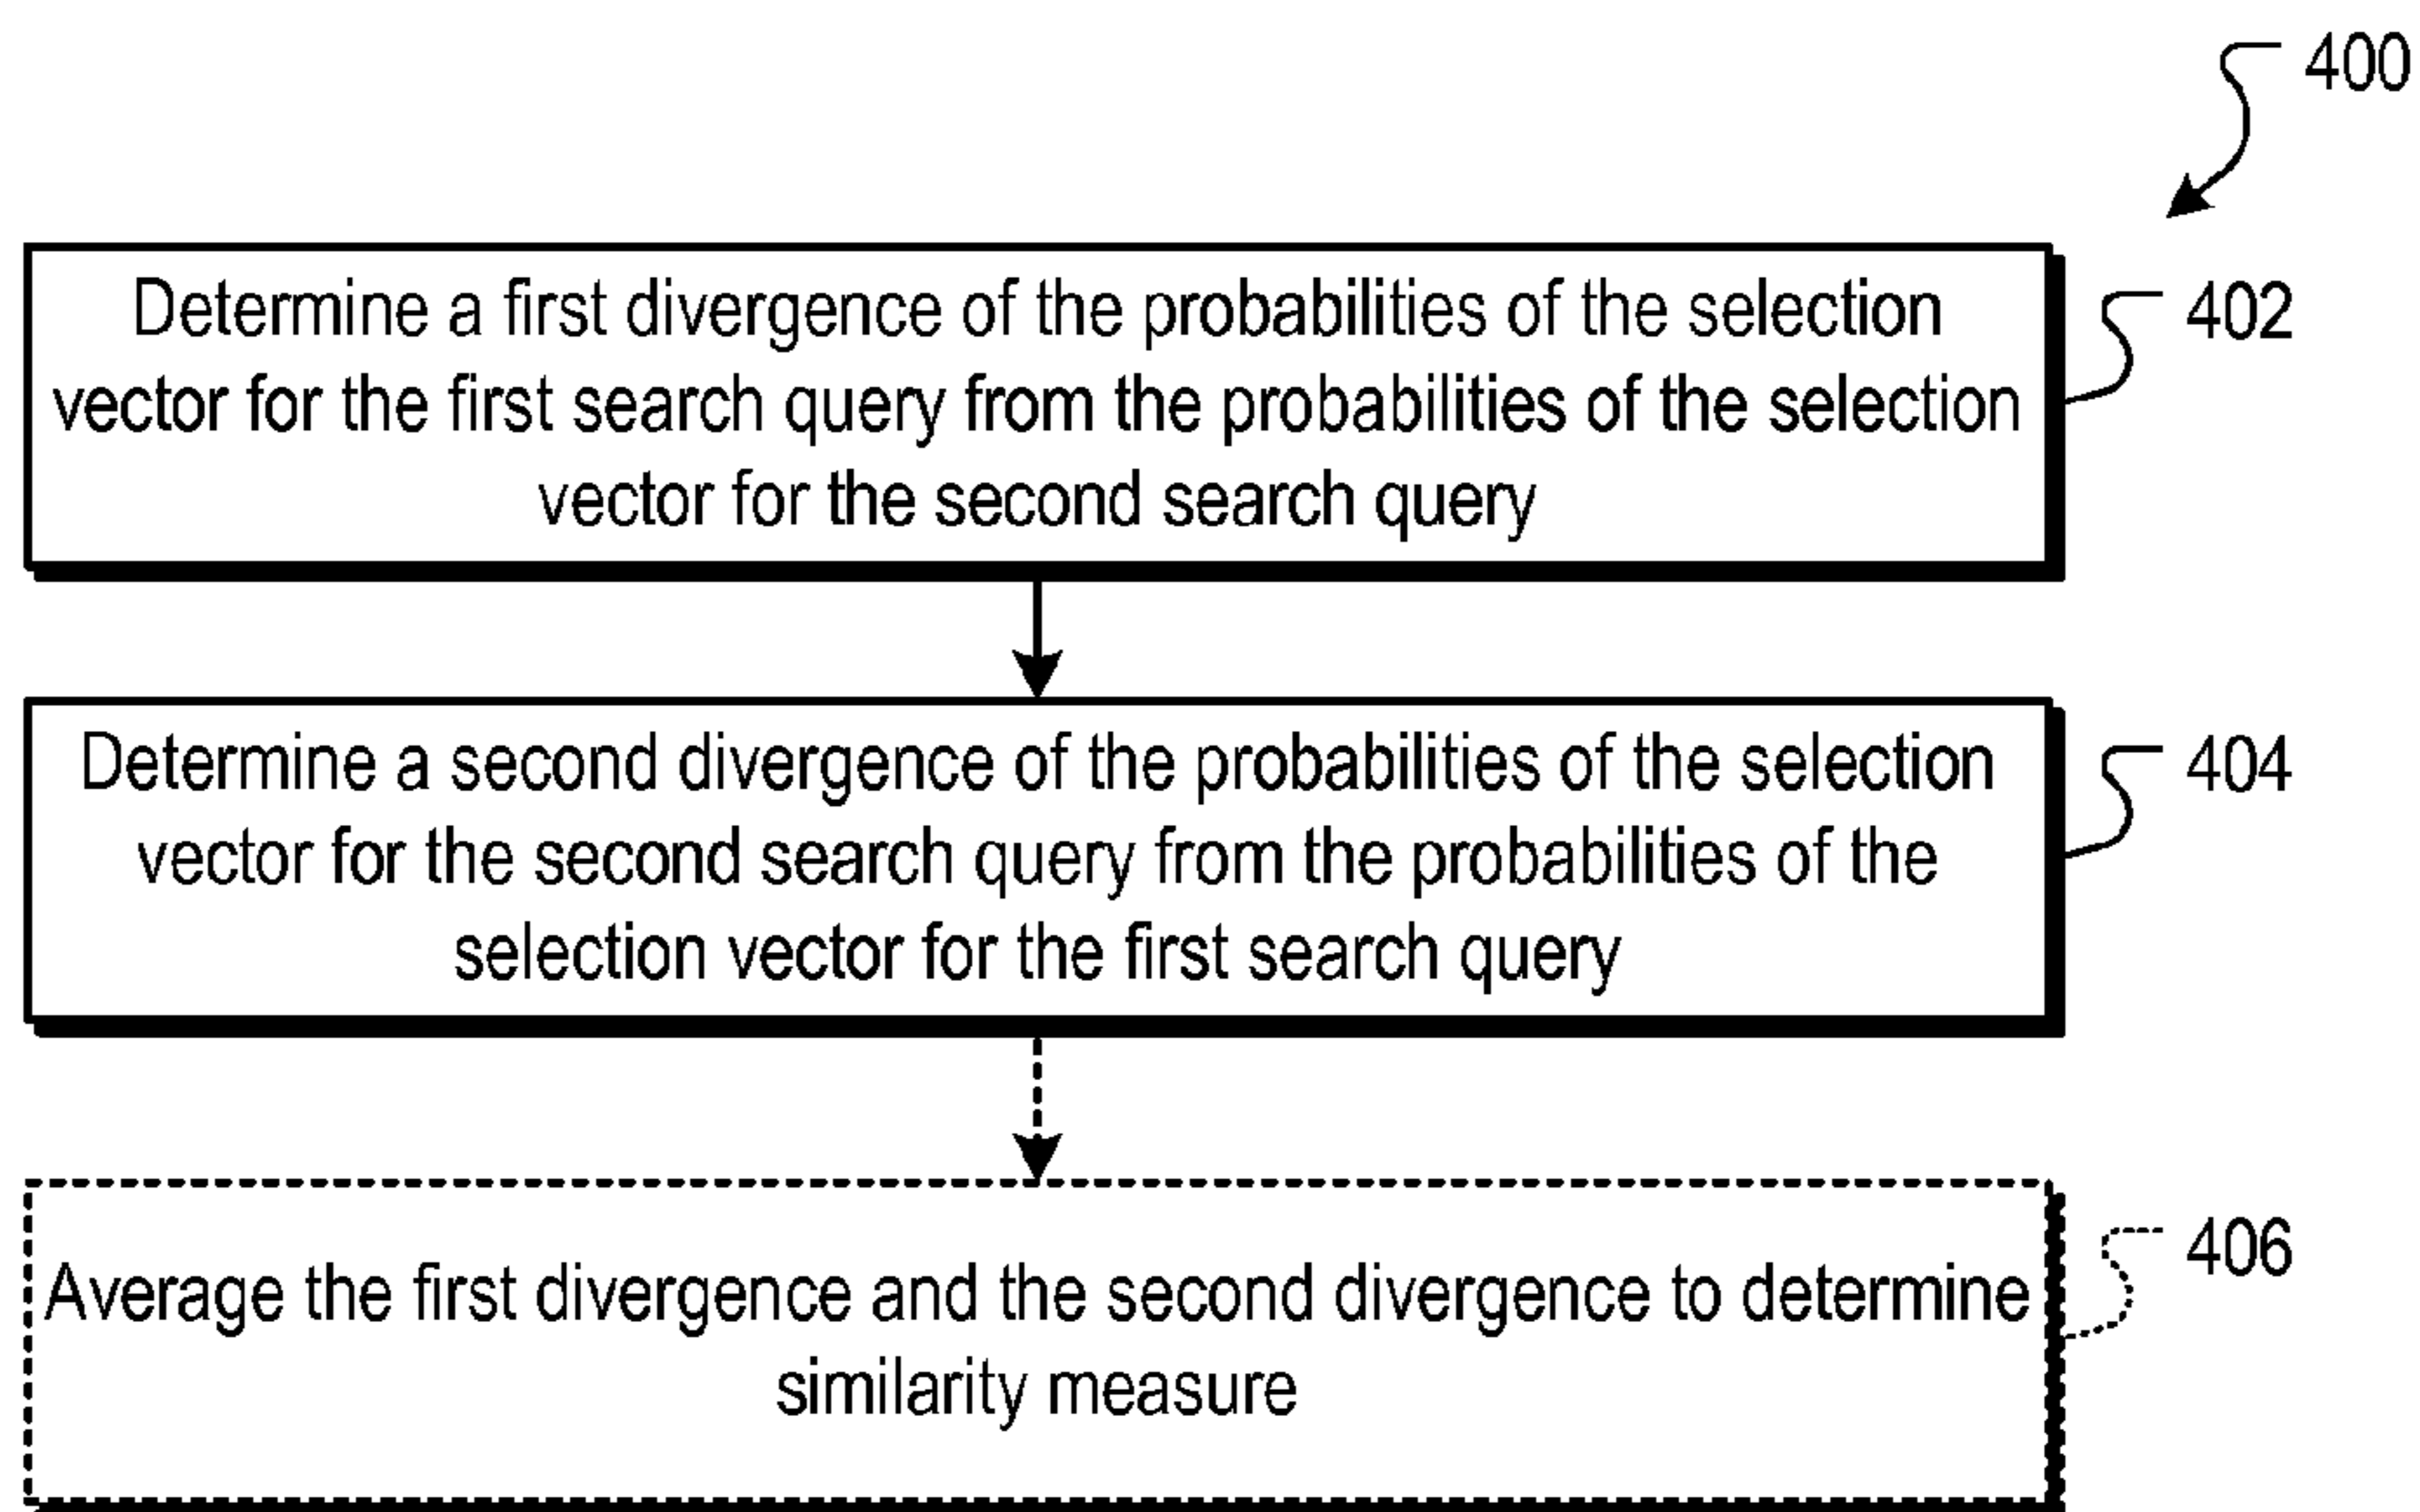 400
Determine a first divergence of the probabilities of the selection
vector for the first search query from the probabilities of the selection
vector for the second search query
402
Determine a second divergence of the probabilities of the selection
vector for the second search query from the probabilities of the
selection vector for the first search query
404
Average the first divergence and the second divergence to determine
similarity measure
406